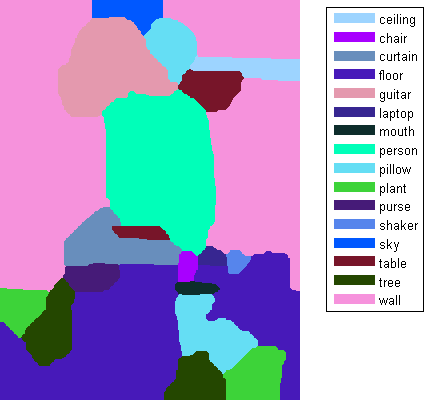 ceiling
chair
curtain
floor
guitar
laptop
mouth
person
pillow
plant
purse
shaker
sky
table
tree
wall